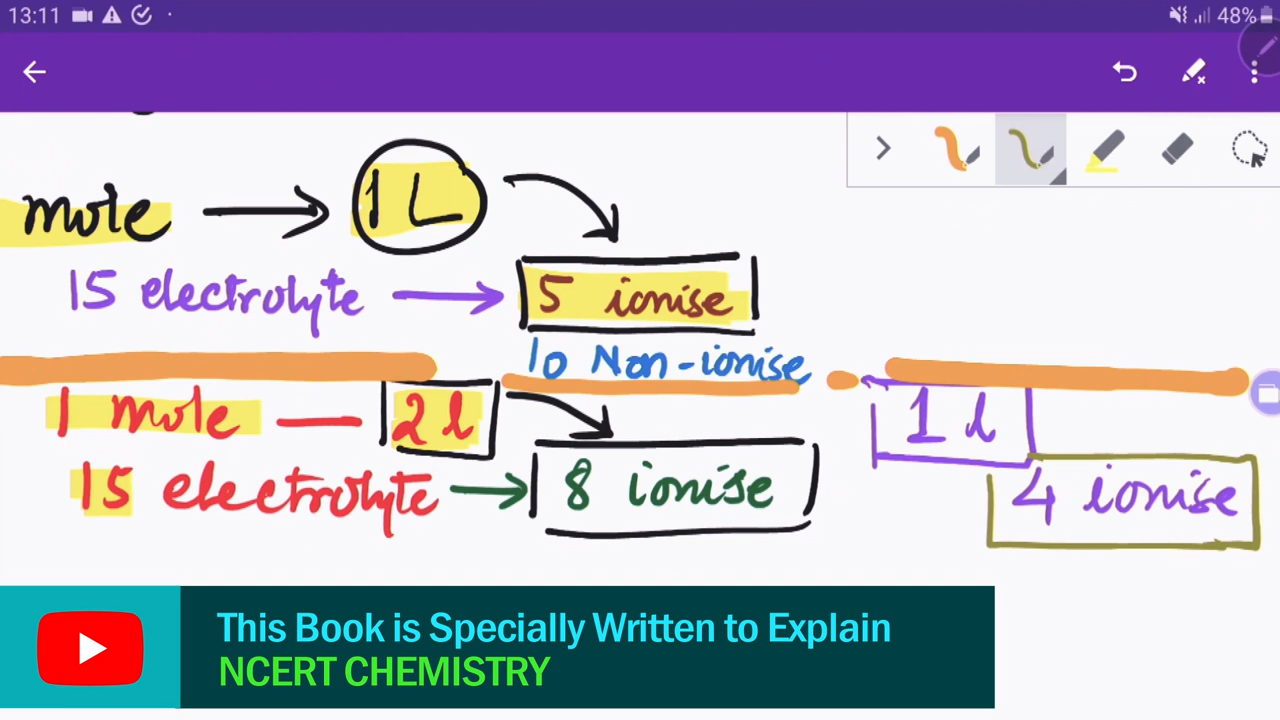 13:11 48%
mole → 1 L
15 electrolyte → 5 ionise
10 Non-ionise
1 mole — 2 l
1 l
15 electrolyte → 8 ionise
4 ionise
This Book is Specially Written to Explain
NCERT CHEMISTRY